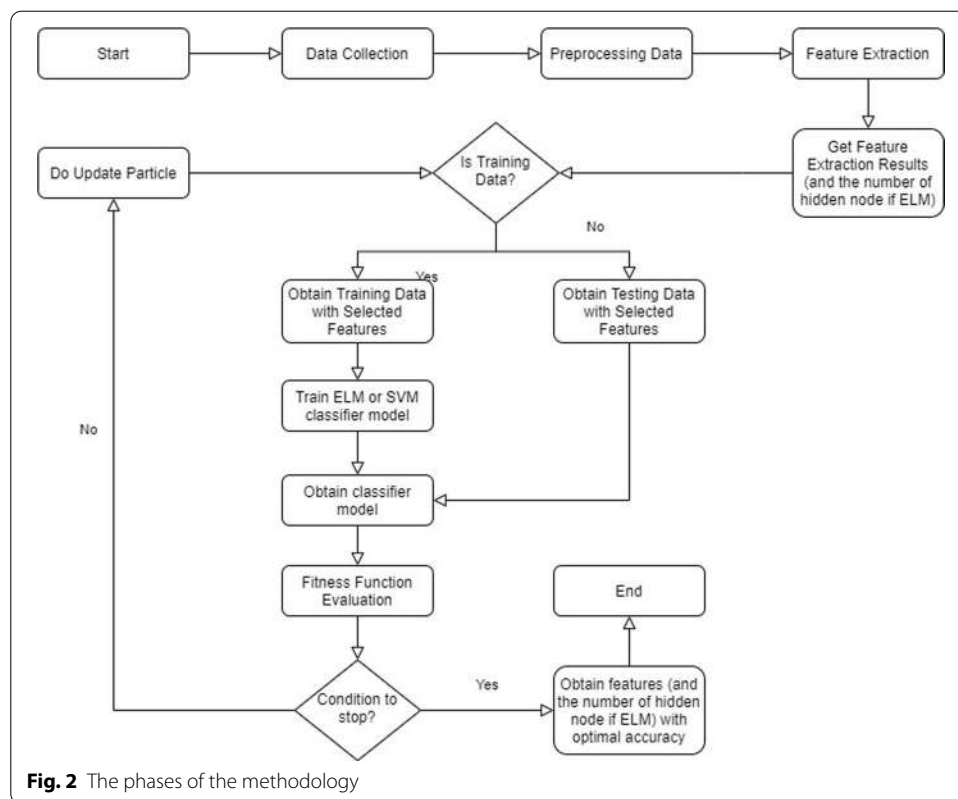 Start
Data Collection
Preprocessing Data
Feature Extraction
Do Update Particle
Is Training
Data?
Get Feature
Extraction Results
(and the number of
hidden node if ELM)
No
Yes
Obtain Training Data
with Selected
Features
Obtain Testing Data
with Selected
Features
Train ELM or SVM
classifier model
No
Obtain classifier
model
Fitness Function
Evaluation
End
Condition to
stop?
Yes
Obtain features (and
the number of hidden
node if ELM) with
optimal accuracy
Fig. 2 The phases of the methodology